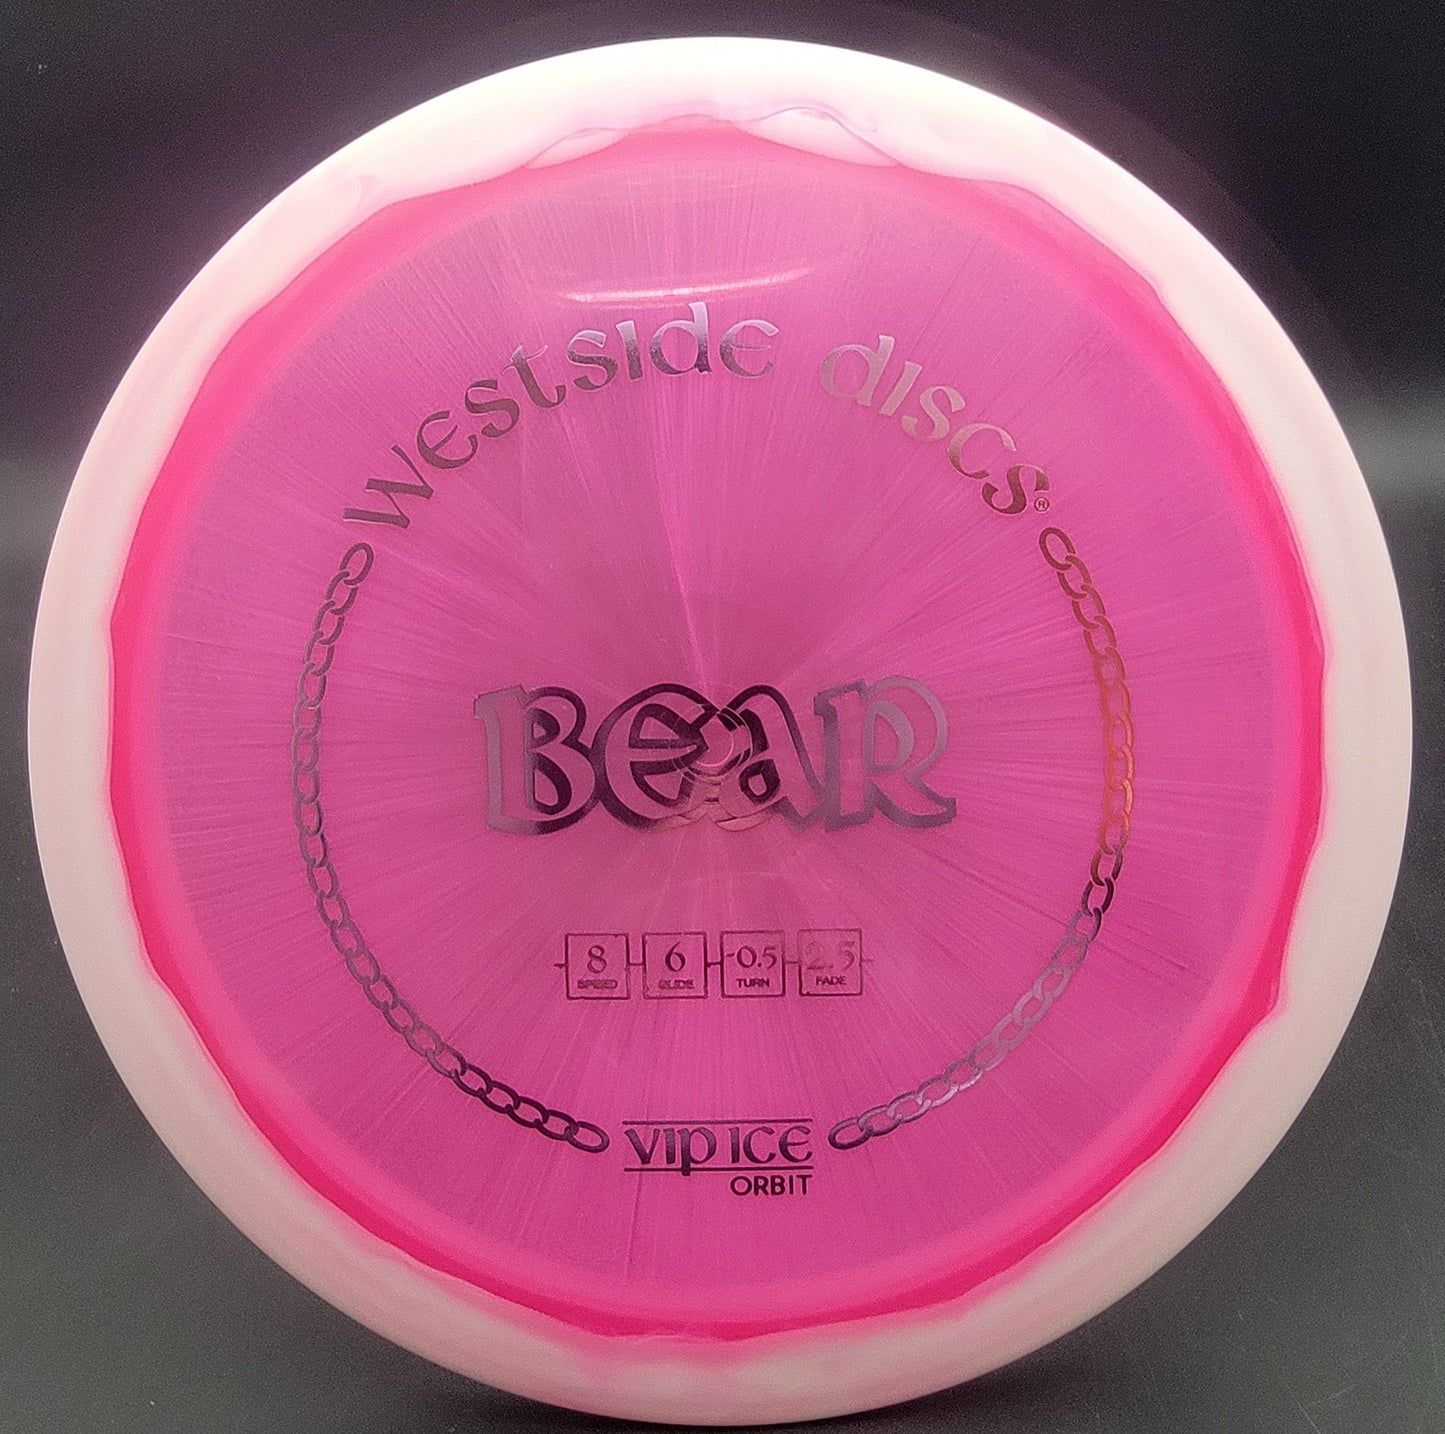 Westside Discs®
BEAR
8 6 -0.5 2.5
SPEED GLIDE TURN FADE
VIP ICE
ORBIT